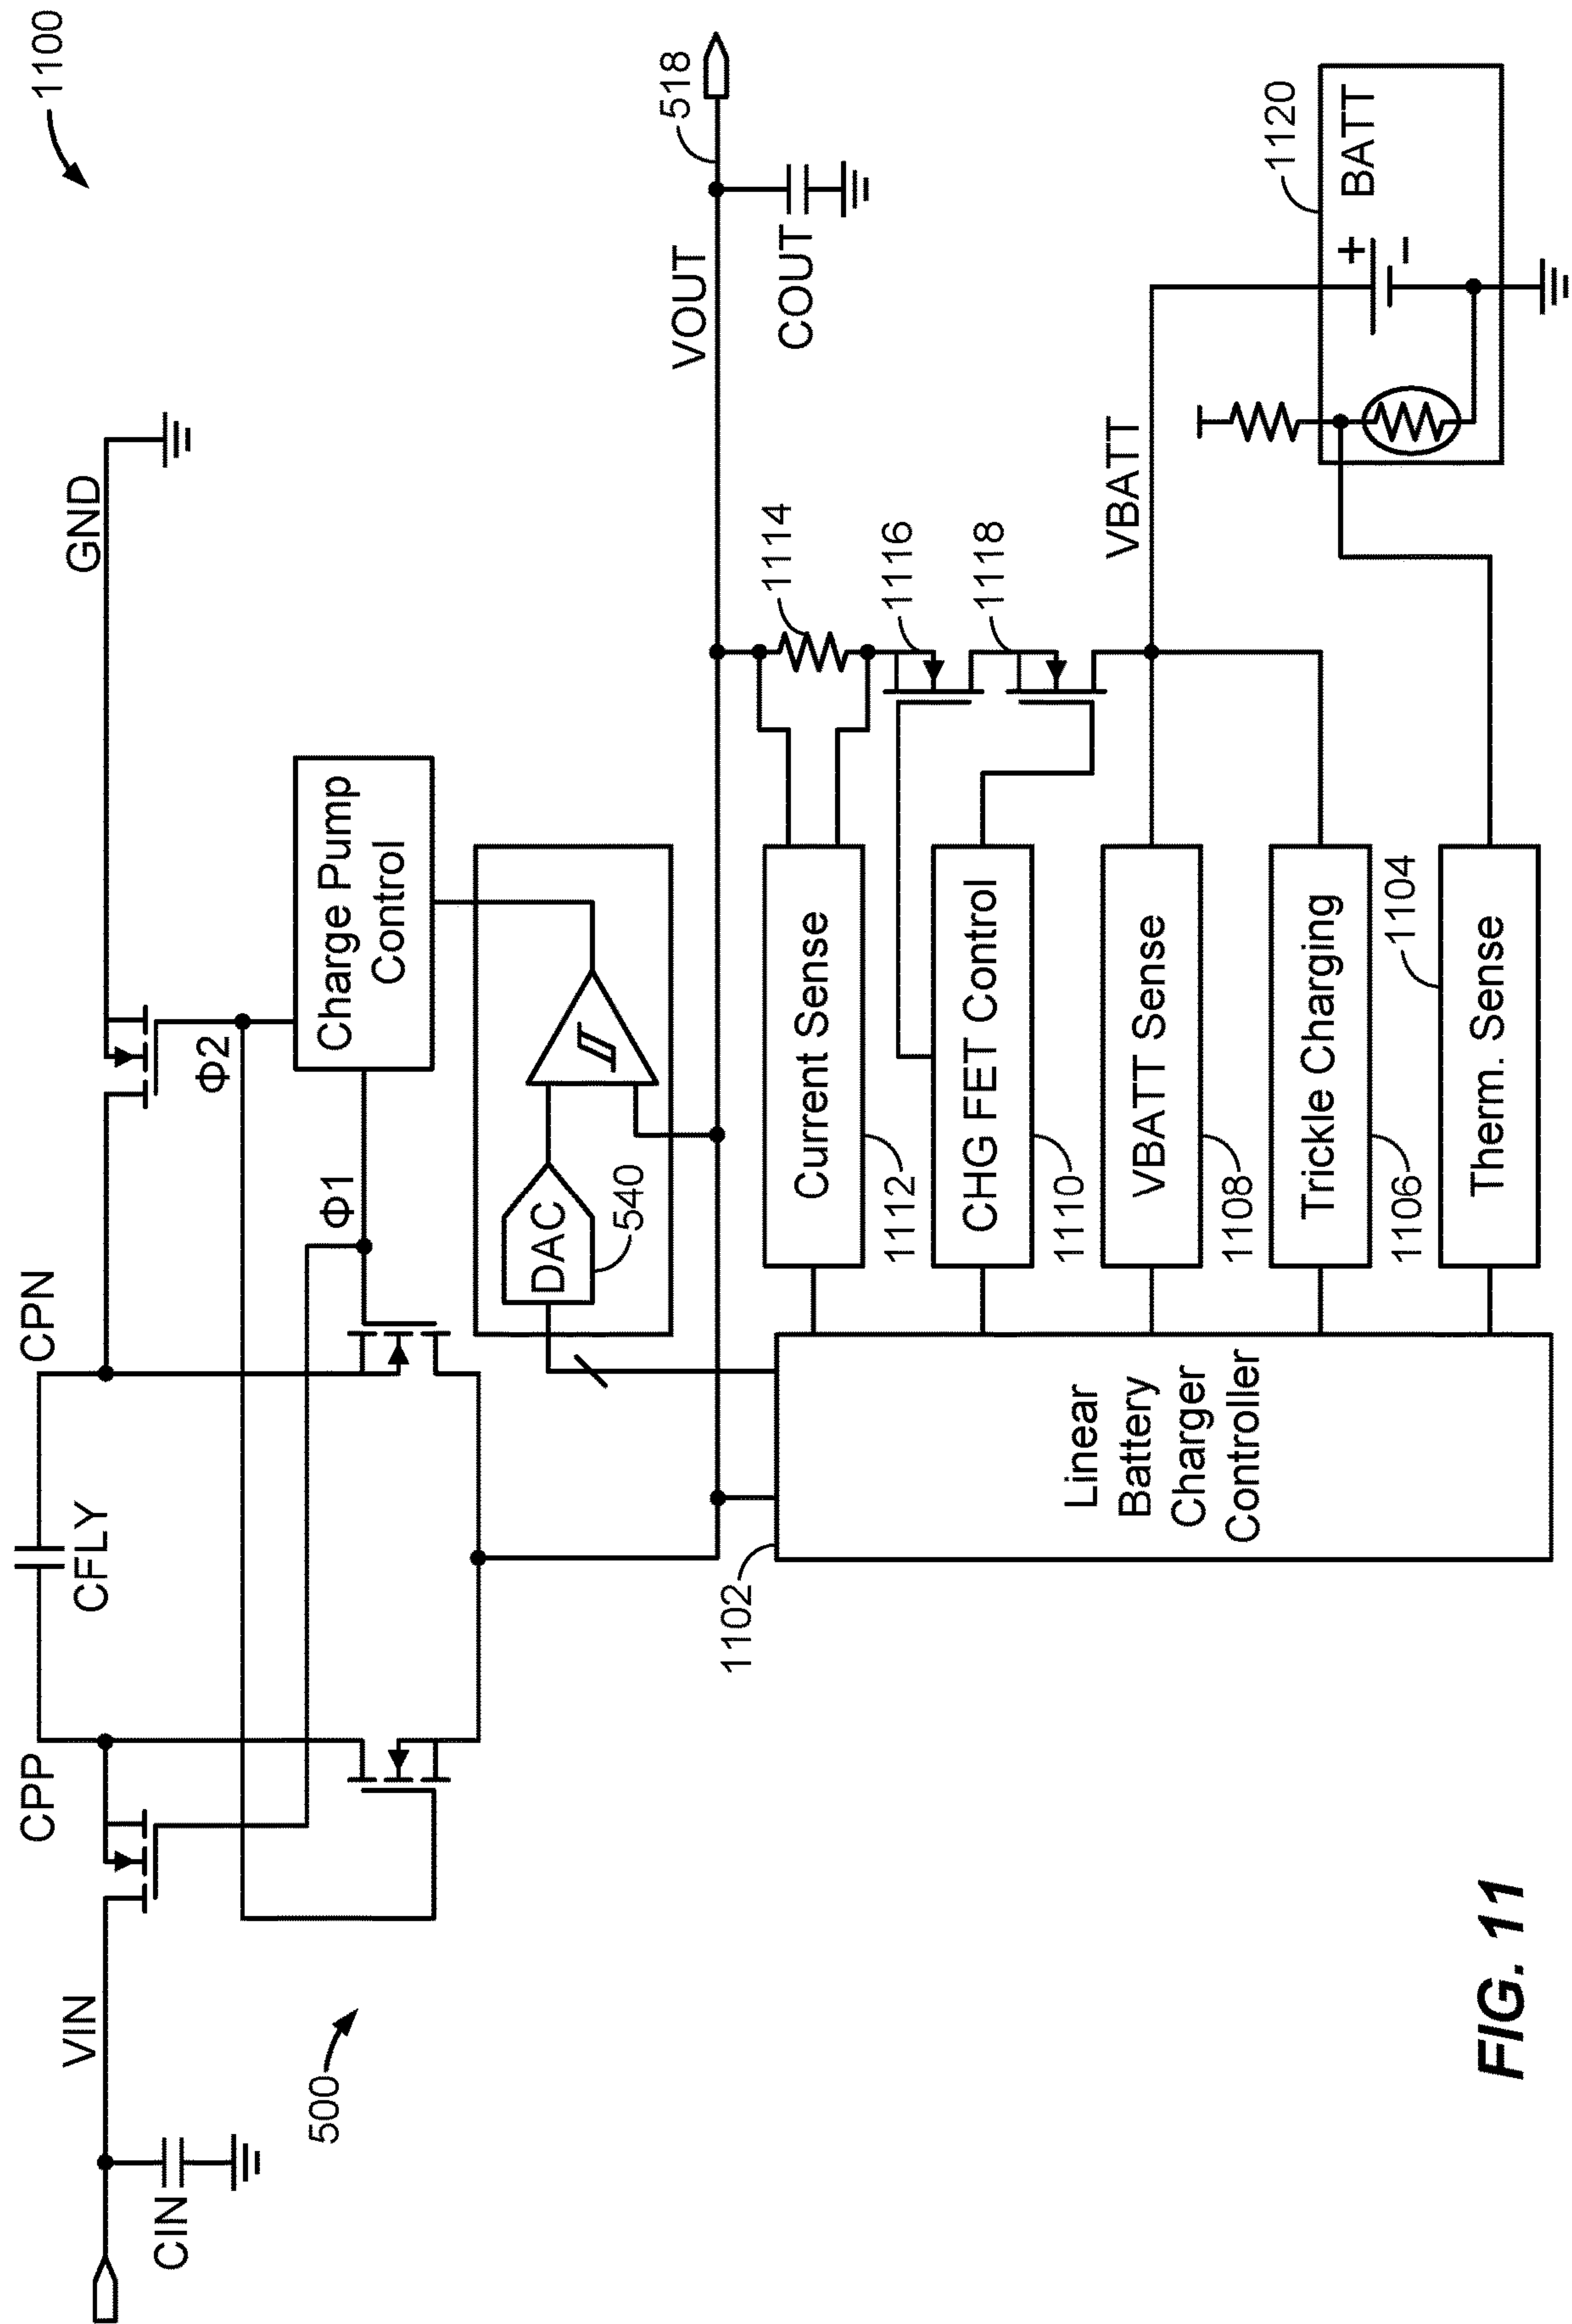 1100
CPP
CFLY
CPN
GND
VIN
CIN
500
Φ1
Φ2
Charge Pump
Control
DAC
540
VOUT
518
COUT
1102
Linear
Battery
Charger
Controller
Current Sense
1112
1114
CHG FET Control
1110
1116
1118
VBATT Sense
1108
VBATT
Trickle Charging
1106
Therm. Sense
1104
1120
BATT
+
−
FIG. 11